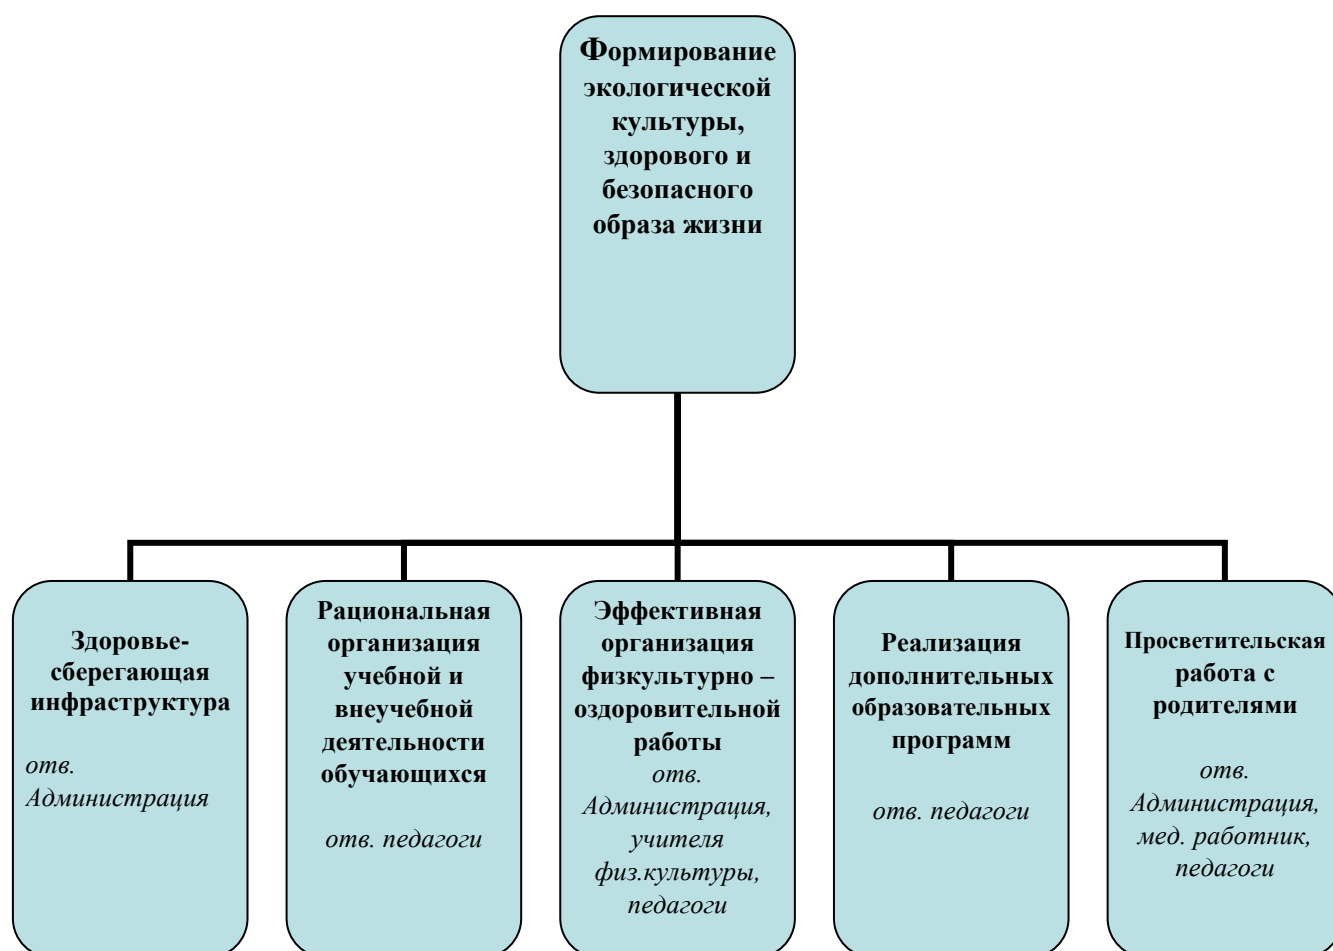 Формирование
экологической
культуры,
здорового и
безопасного
образа жизни
Здоровье-
сберегающая
инфраструктура
отв.
Администрация
Рациональная
организация
учебной и
внеучебной
деятельности
обучающихся
отв. педагоги
Эффективная
организация
физкультурно –
оздоровительной
работы
отв.
Администрация,
учителя
физ.культуры,
педагоги
Реализация
дополнительных
образовательных
программ
отв. педагоги
Просветительская
работа с
родителями
отв.
Администрация,
мед. работник,
педагоги